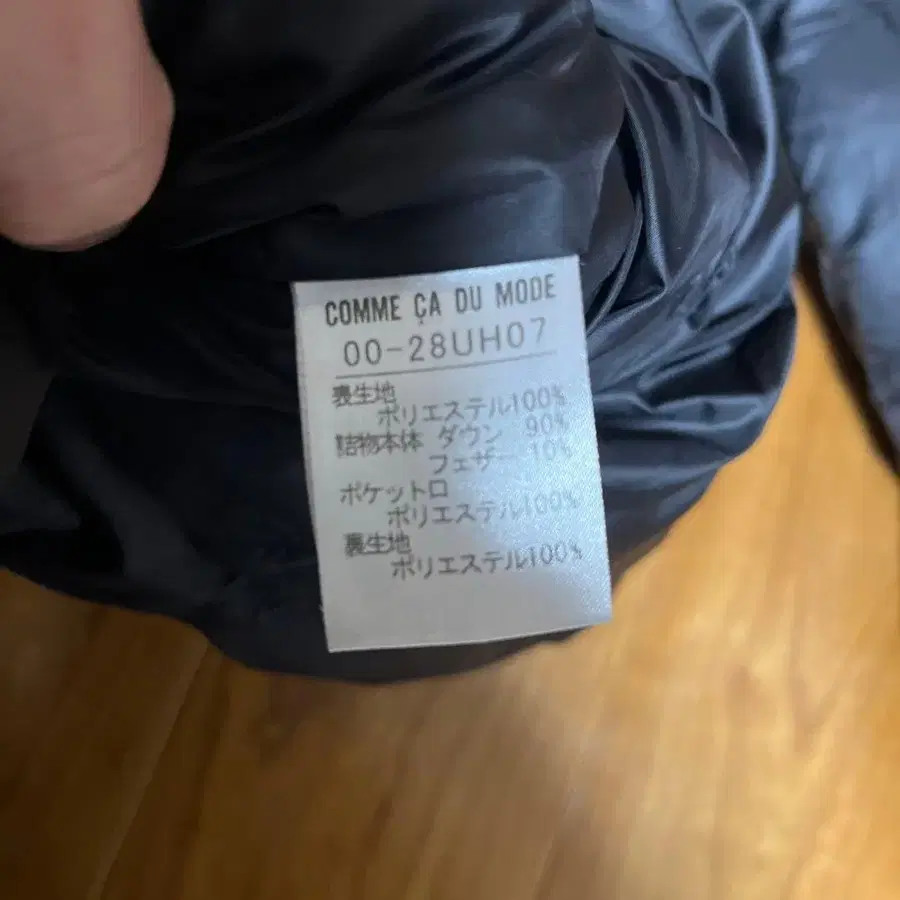 COMME ÇA DU MODE
00-28UH07
表生地
ポリエステル100%
詰物本体 ダウン 90%
フェザー 10%
ポケット口
ポリエステル100%
裏生地
ポリエステル100%